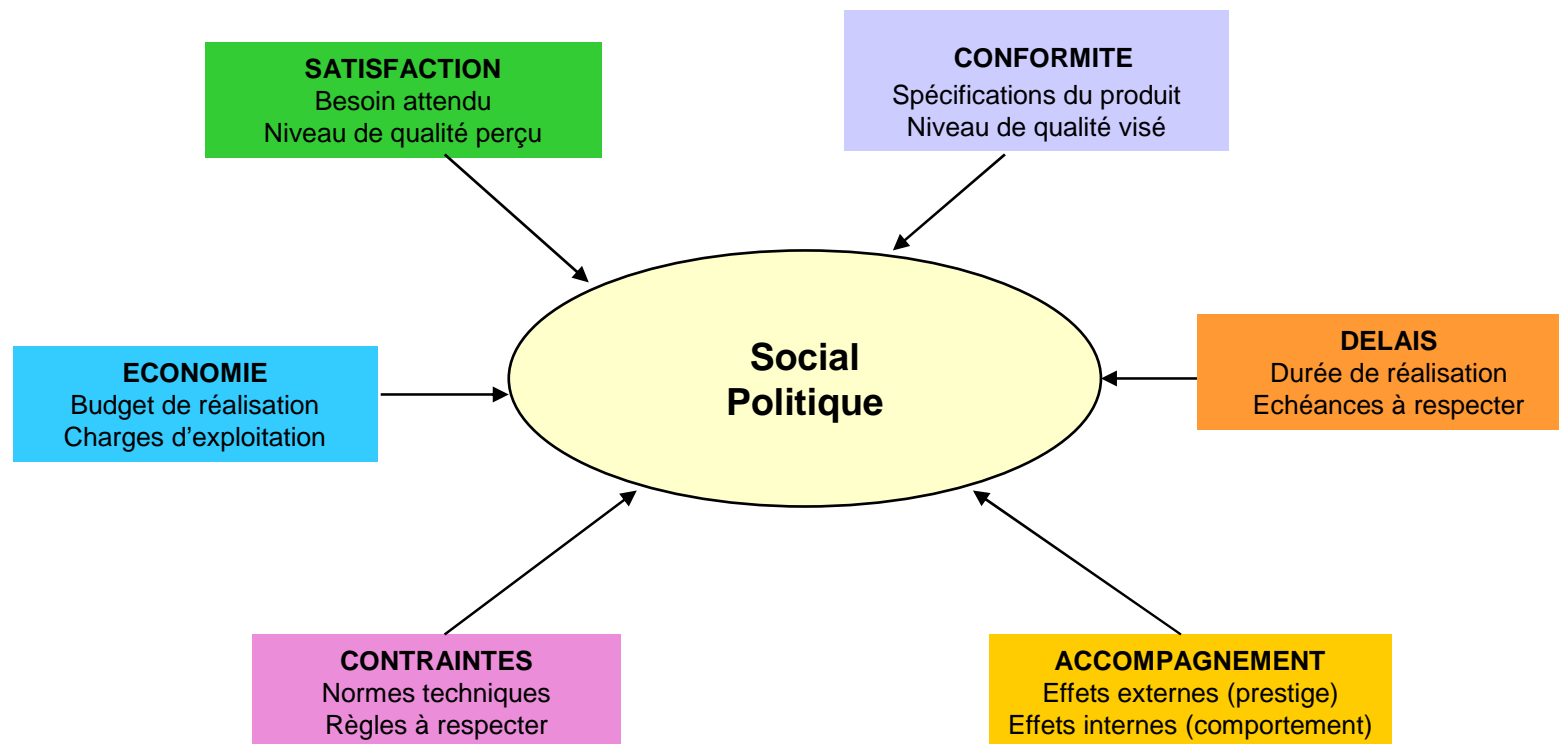 SATISFACTION
Besoin attendu
Niveau de qualité perçu
CONFORMITE
Spécifications du produit
Niveau de qualité visé
ECONOMIE
Budget de réalisation
Charges d’exploitation
Social
Politique
DELAIS
Durée de réalisation
Echéances à respecter
CONTRAINTES
Normes techniques
Règles à respecter
ACCOMPAGNEMENT
Effets externes (prestige)
Effets internes (comportement)